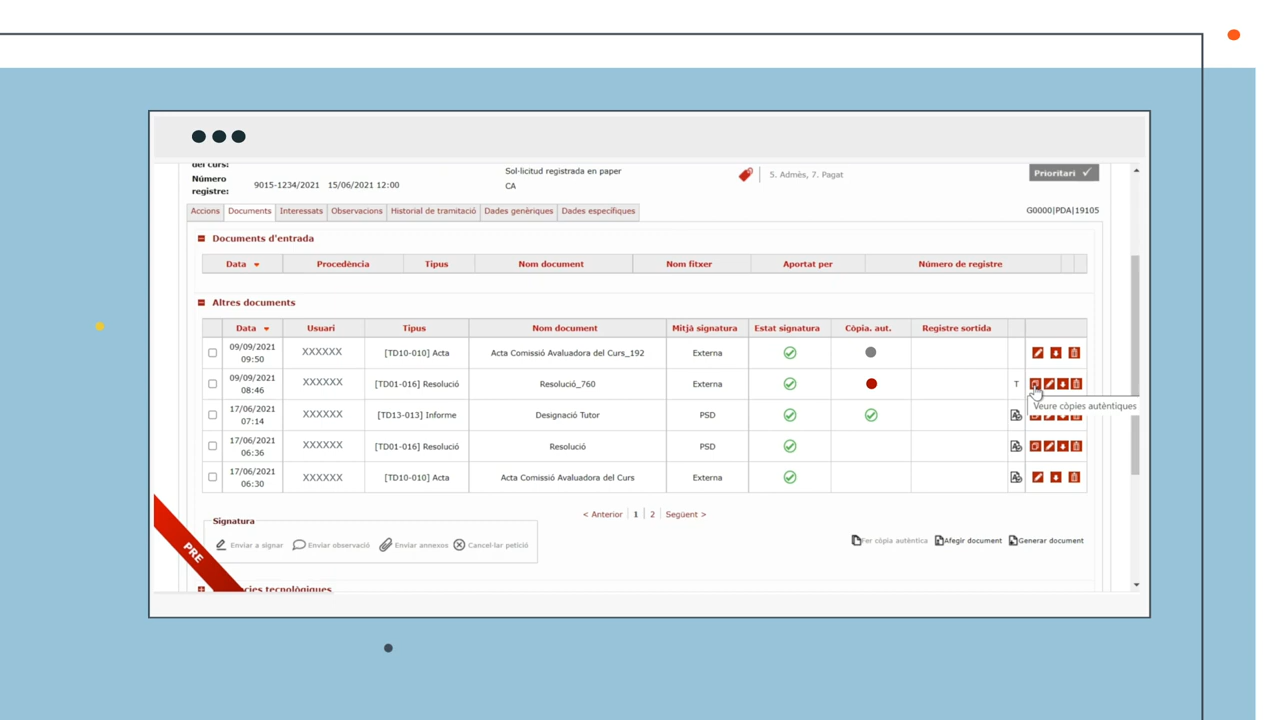 del curs:
Número
registre:
9015-1234/2021 15/06/2021 12:00
Sol·licitud registrada en paper
CA
5. Admès, 7. Pagat
Prioritari
Accions Documents Interessats Observacions Historial de tramitació Dades genèriques Dades específiques
G0000|PDA|19105
Documents d'entrada
Data Procedència Tipus Nom document Nom fitxer Aportat per Número de registre
Altres documents
Data Usuari Tipus Nom document Mitjà signatura Estat signatura Còpia. aut. Registre sortida
09/09/2021
09:50
XXXXXX [TD10-010] Acta Acta Comissió Avaluadora del Curs_192 Externa
09/09/2021
08:46
XXXXXX [TD01-016] Resolució Resolució_760 Externa T
Veure còpies autèntiques
17/06/2021
07:14
XXXXXX [TD13-013] Informe Designació Tutor PSD
17/06/2021
06:36
XXXXXX [TD01-016] Resolució Resolució PSD
17/06/2021
06:30
XXXXXX [TD10-010] Acta Acta Comissió Avaluadora del Curs Externa
< Anterior | 1 | 2 | Següent >
Signatura
Enviar a signar Enviar observació Enviar annexos Cancel·lar petició
Fer còpia autèntica Afegir document Generar document
PRE
cies tecnològiques